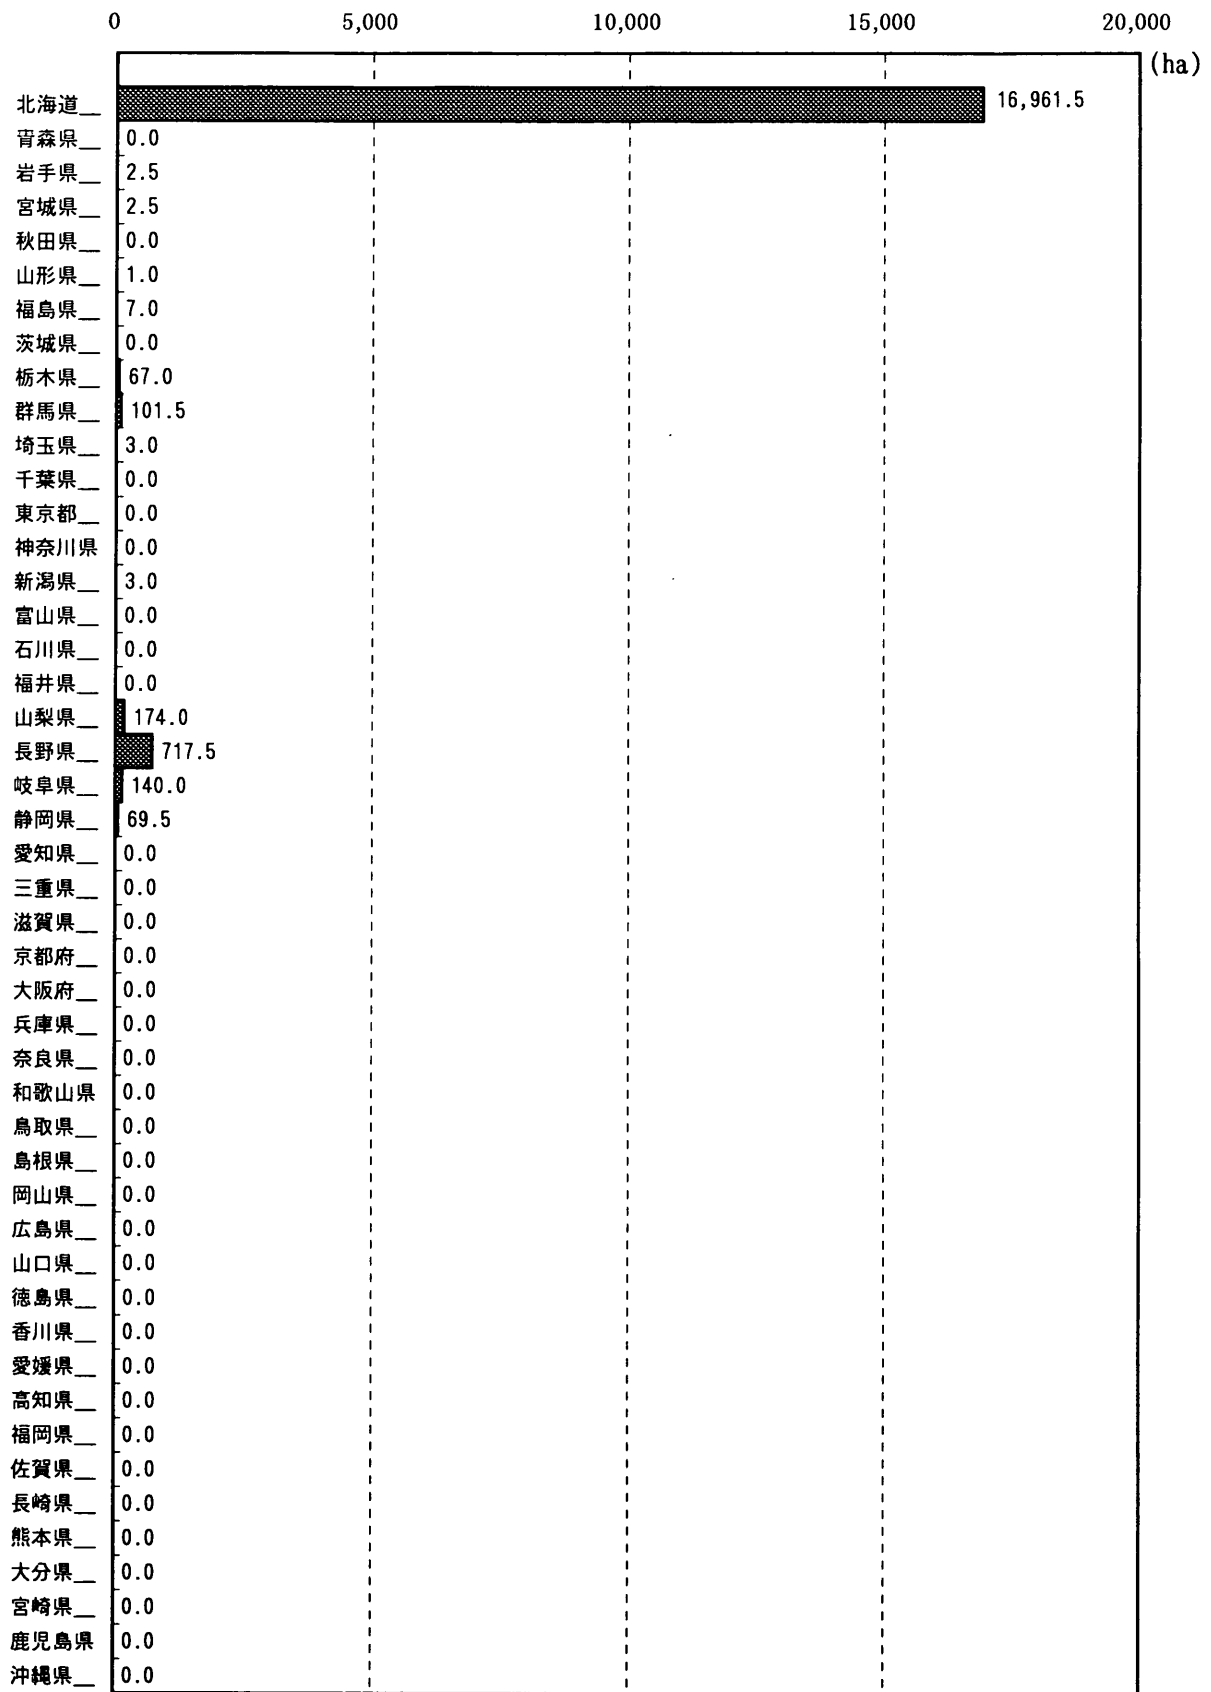 0 5,000 10,000 15,000 20,000
(ha)
北海道__ 16,961.5
青森県__ 0.0
岩手県__ 2.5
宮城県__ 2.5
秋田県__ 0.0
山形県__ 1.0
福島県__ 7.0
茨城県__ 0.0
栃木県__ 67.0
群馬県__ 101.5
埼玉県__ 3.0
千葉県__ 0.0
東京都__ 0.0
神奈川県 0.0
新潟県__ 3.0
富山県__ 0.0
石川県__ 0.0
福井県__ 0.0
山梨県__ 174.0
長野県__ 717.5
岐阜県__ 140.0
静岡県__ 69.5
愛知県__ 0.0
三重県__ 0.0
滋賀県__ 0.0
京都府__ 0.0
大阪府__ 0.0
兵庫県__ 0.0
奈良県__ 0.0
和歌山県 0.0
鳥取県__ 0.0
島根県__ 0.0
岡山県__ 0.0
広島県__ 0.0
山口県__ 0.0
徳島県__ 0.0
香川県__ 0.0
愛媛県__ 0.0
高知県__ 0.0
福岡県__ 0.0
佐賀県__ 0.0
長崎県__ 0.0
熊本県__ 0.0
大分県__ 0.0
宮崎県__ 0.0
鹿児島県 0.0
沖縄県__ 0.0